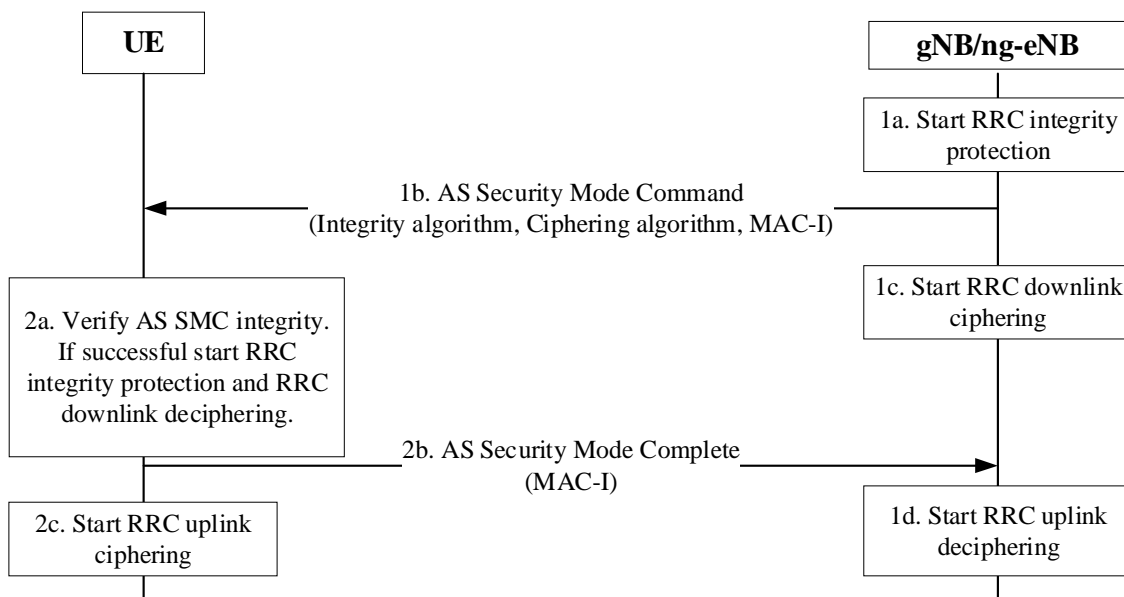 UE
gNB/ng-eNB
1a. Start RRC integrity
protection
1b. AS Security Mode Command
(Integrity algorithm, Ciphering algorithm, MAC-I)
1c. Start RRC downlink
ciphering
2a. Verify AS SMC integrity.
If successful start RRC
integrity protection and RRC
downlink deciphering.
2b. AS Security Mode Complete
(MAC-I)
2c. Start RRC uplink
ciphering
1d. Start RRC uplink
deciphering